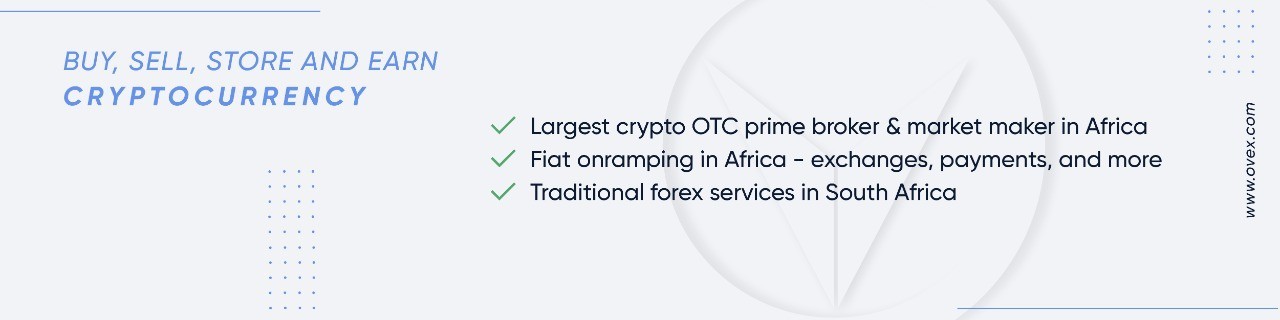 BUY, SELL, STORE AND EARN
CRYPTOCURRENCY
Largest crypto OTC prime broker & market maker in Africa
Fiat onramping in Africa - exchanges, payments, and more
Traditional forex services in South Africa
www.ovex.com